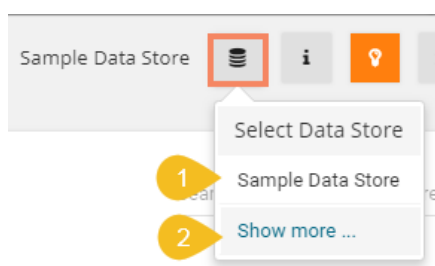 Sample Data Store
i
Select Data Store
1
Sample Data Store
2
Show more ...